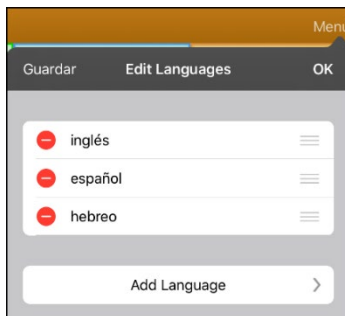 Menu
Guardar Edit Languages OK
inglés
español
hebreo
Add Language